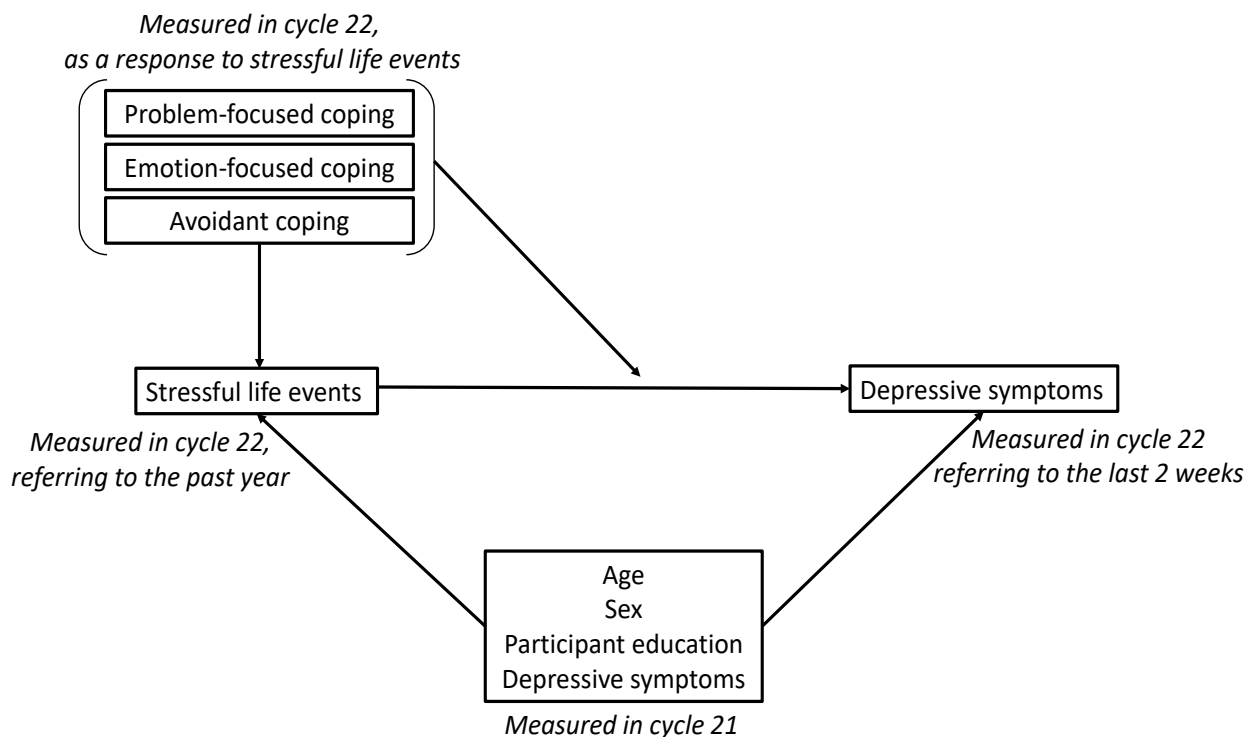 Measured in cycle 22,
as a response to stressful life events
Problem-focused coping
Emotion-focused coping
Avoidant coping
Stressful life events
Depressive symptoms
Measured in cycle 22,
referring to the past year
Measured in cycle 22
referring to the last 2 weeks
Age
Sex
Participant education
Depressive symptoms
Measured in cycle 21